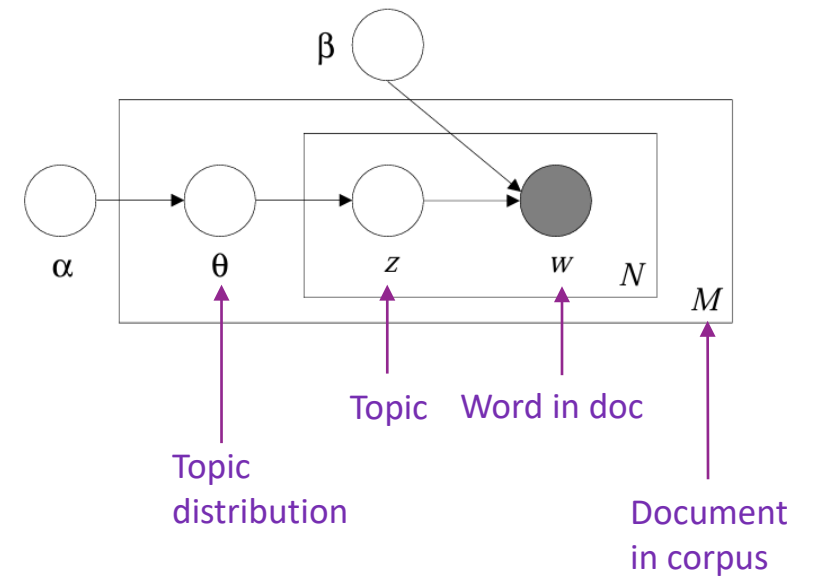 β
α
θ
z
w
N
M
Topic
Word in doc
Topic
distribution
Document
in corpus